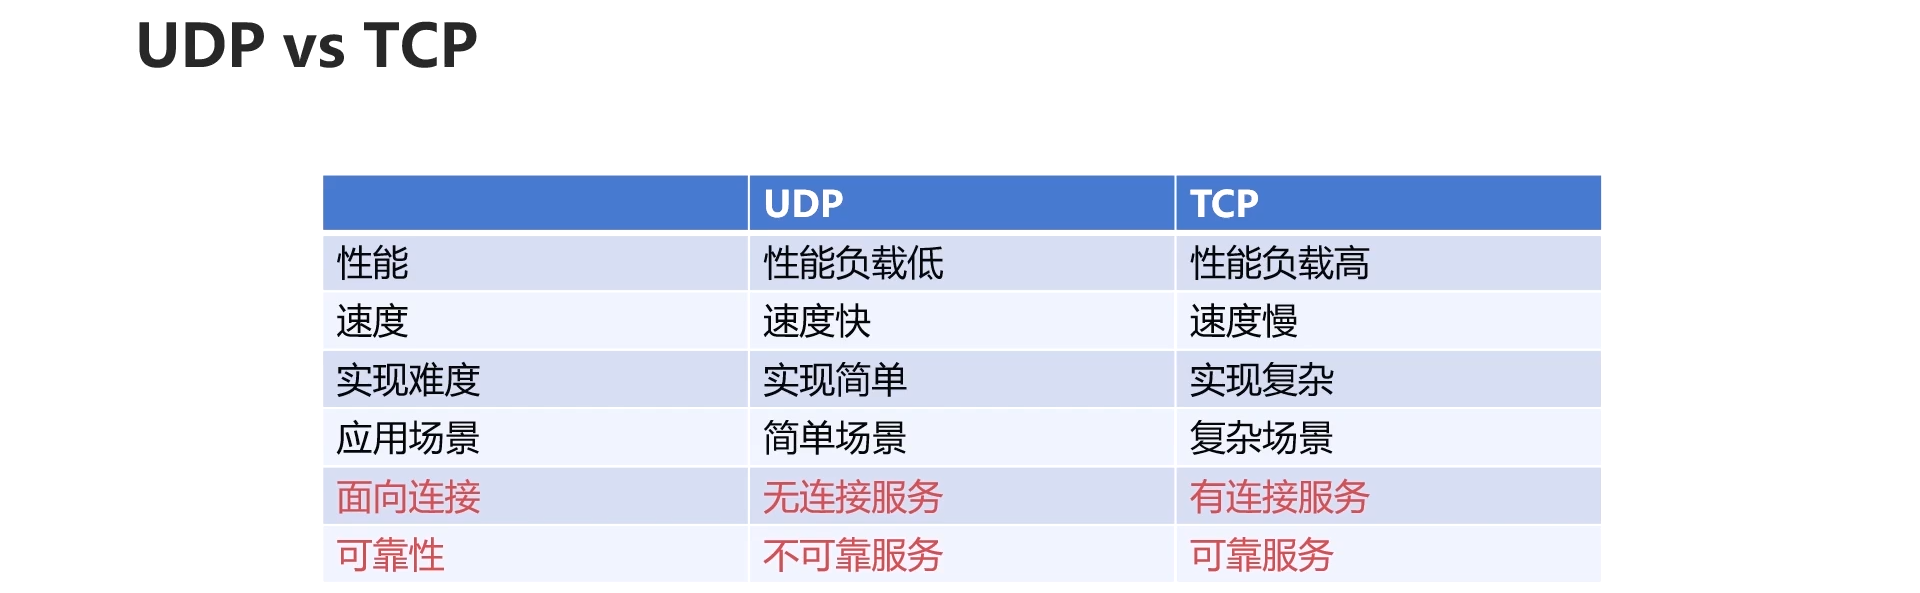 UDP vs TCP
UDP TCP
性能 性能负载低 性能负载高
速度 速度快 速度慢
实现难度 实现简单 实现复杂
应用场景 简单场景 复杂场景
面向连接 无连接服务 有连接服务
可靠性 不可靠服务 可靠服务